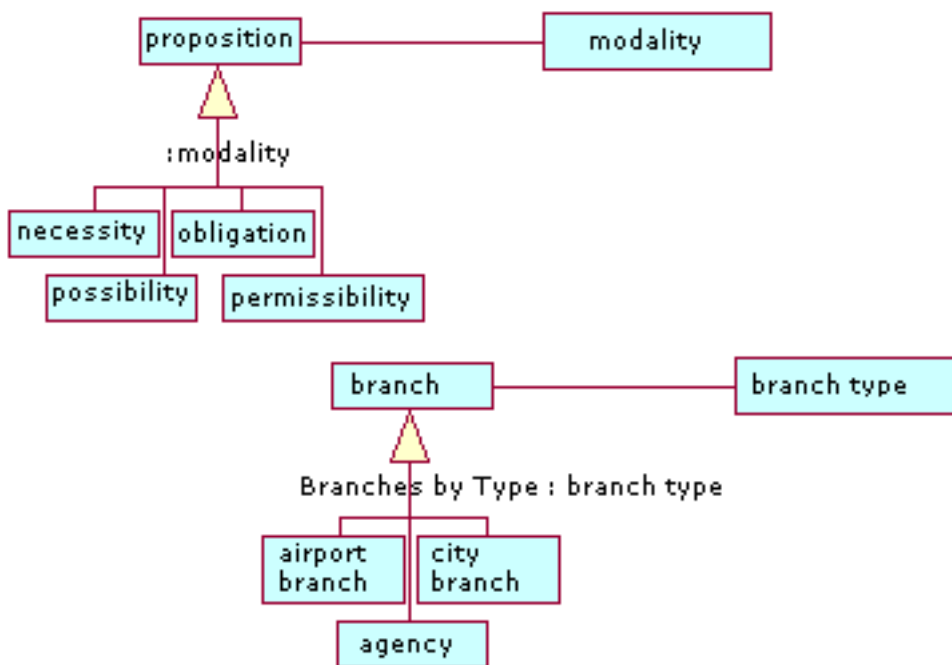 proposition
modality
:modality
necessity
obligation
possibility
permissibility
branch
branch type
Branches by Type : branch type
airport
branch
city
branch
agency